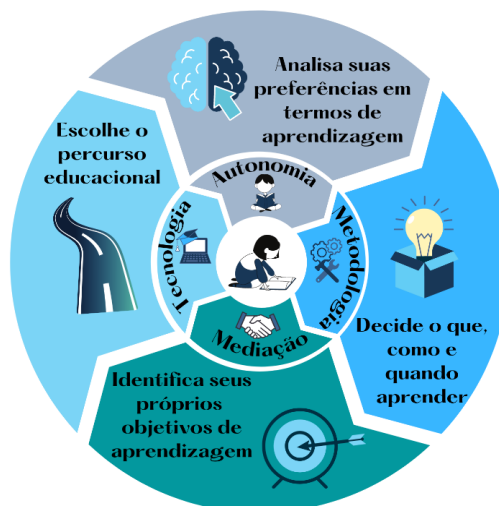 Analisa suas
preferências em
termos de
aprendizagem
Escolhe o
percurso
educacional
Autonomia
Tecnologia
Metodologia
Mediação
Decide o que,
como e
quando
aprender
Identifica seus
próprios
objetivos de
aprendizagem